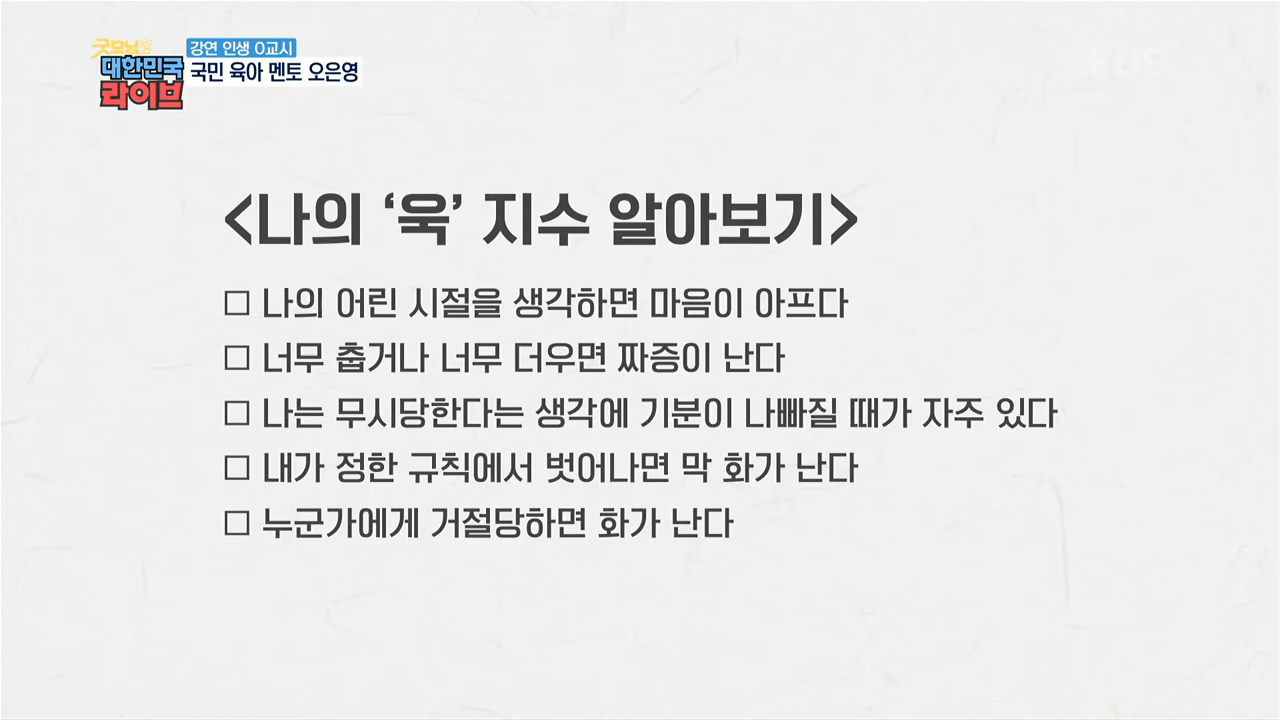 굿모닝
대한민국
라이브
강연 인생 0교시
국민 육아 멘토 오은영
KBS
<나의 ‘욱’ 지수 알아보기>
□ 나의 어린 시절을 생각하면 마음이 아프다
□ 너무 춥거나 너무 더우면 짜증이 난다
□ 나는 무시당한다는 생각에 기분이 나빠질 때가 자주 있다
□ 내가 정한 규칙에서 벗어나면 막 화가 난다
□ 누군가에게 거절당하면 화가 난다